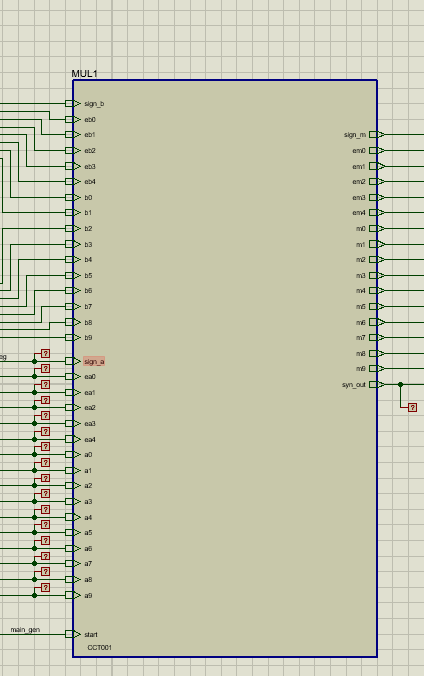 MUL1
sign_b
eb0
eb1
eb2
eb3
eb4
b0
b1
b2
b3
b4
b5
b6
b7
b8
b9
eg
?
sign_a
?
ea0
?
ea1
?
ea2
?
ea3
?
ea4
?
a0
?
a1
?
a2
?
a3
?
a4
?
a5
?
a6
?
a7
?
a8
?
a9
main_gen
start
CCT001
sign_m
em0
em1
em2
em3
em4
m0
m1
m2
m3
m4
m5
m6
m7
m8
m9
syn_out
?